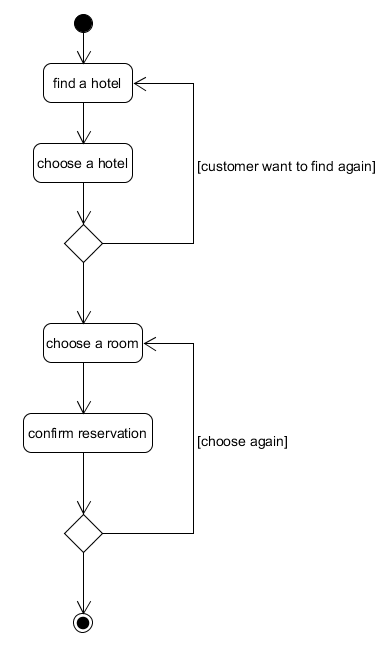 find a hotel
choose a hotel
[customer want to find again]
choose a room
confirm reservation
[choose again]